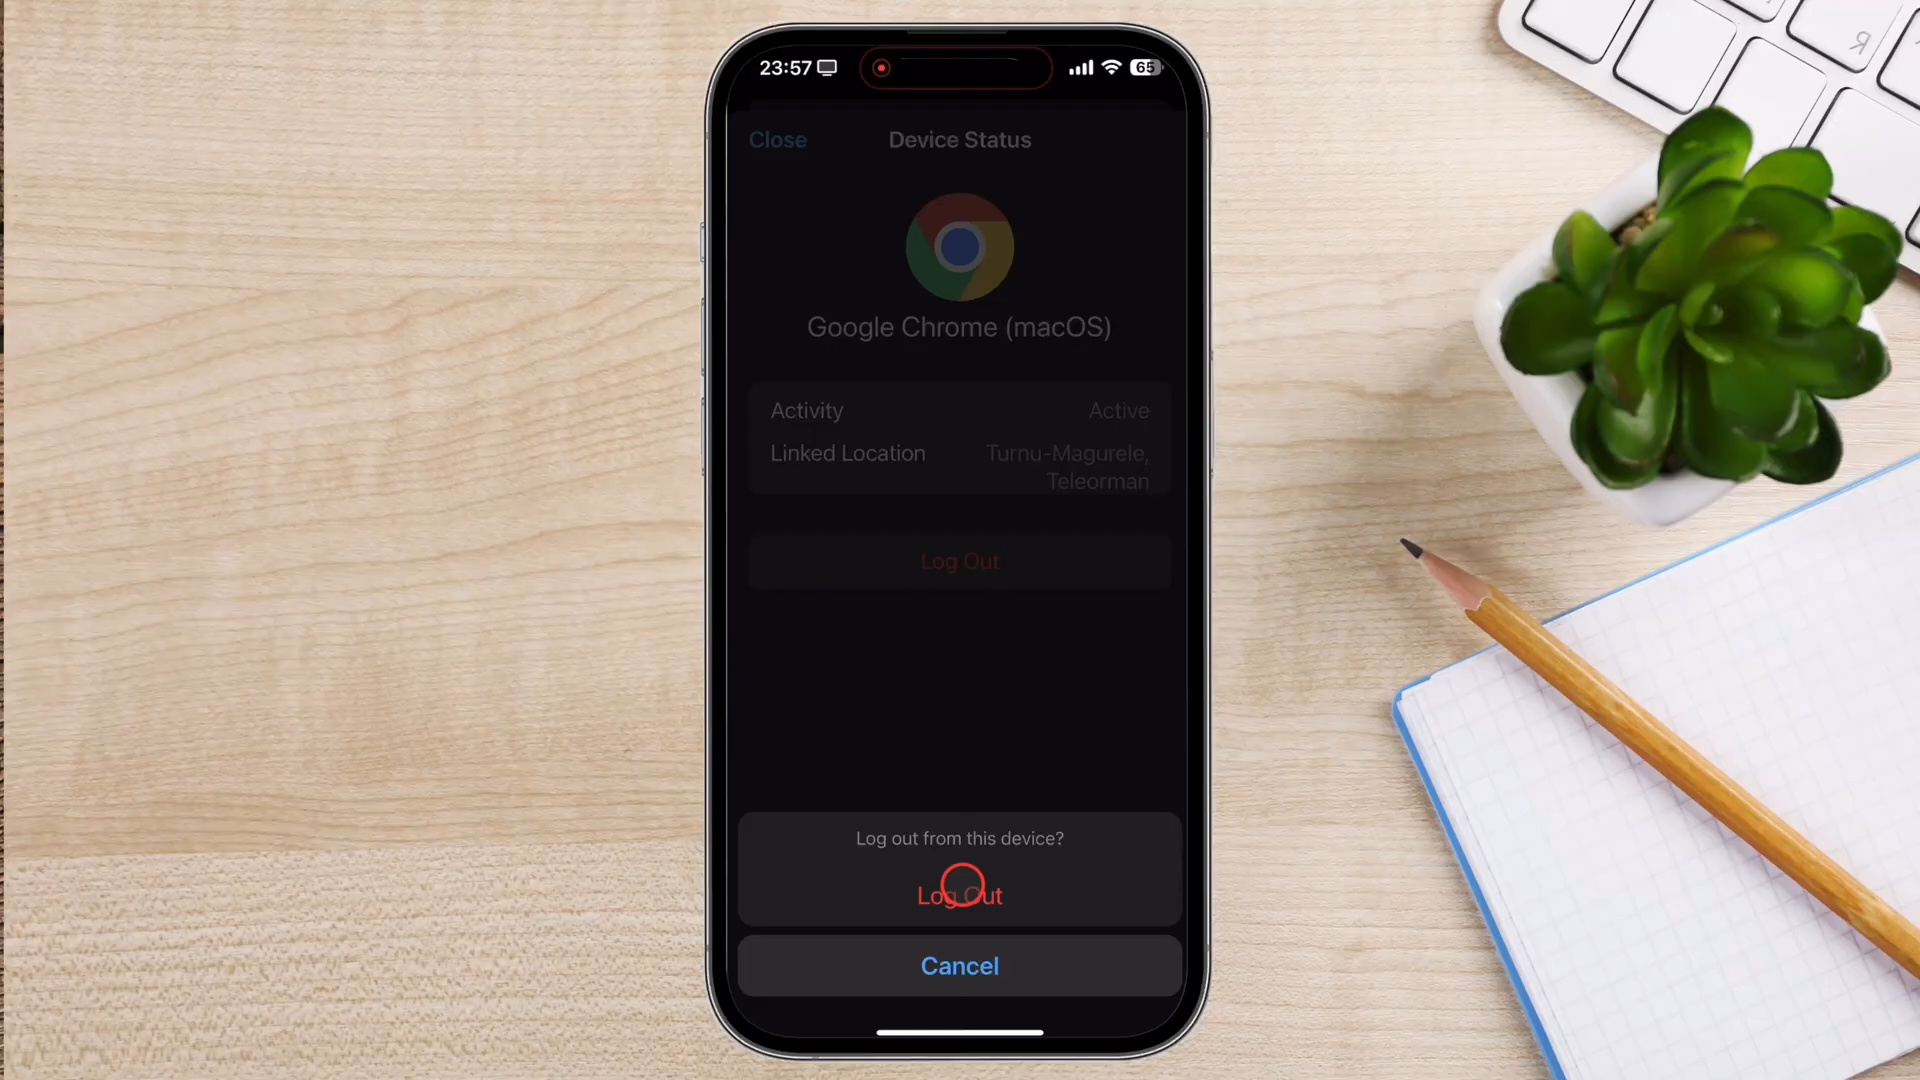 23:57
65
Close
Device Status
Google Chrome (macOS)
Activity
Active
Linked Location
Turnu-Magurele,
Teleorman
Log Out
Log out from this device?
Log Out
Cancel
R